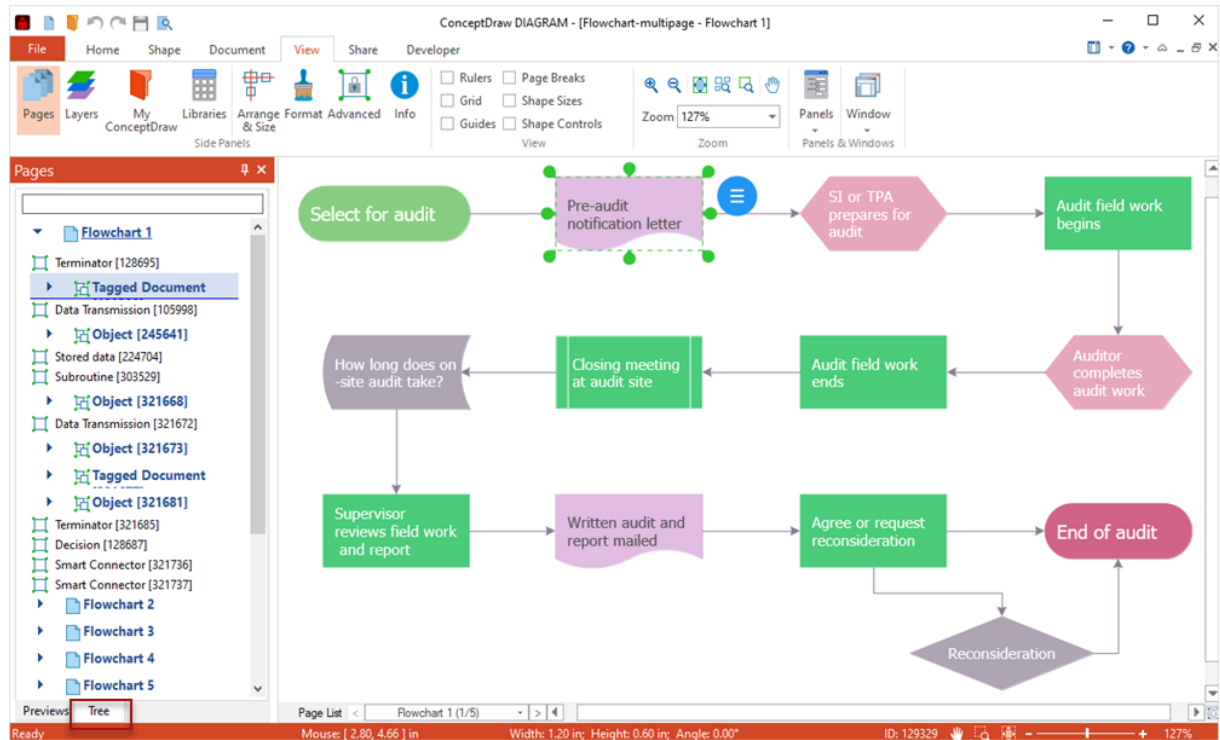 ConceptDraw DIAGRAM - [Flowchart-multipage - Flowchart 1]
File Home Shape Document View Share Developer
Pages
Layers
My
ConceptDraw
Libraries
Arrange
& Size
Format
Advanced
Info
Side Panels
Rulers
Grid
Guides
Page Breaks
Shape Sizes
Shape Controls
View
Zoom 127%
Zoom
Panels
Window
Panels & Windows
Pages
Flowchart 1
Terminator [128695]
Tagged Document
Data Transmission [105998]
Object [245641]
Stored data [224704]
Subroutine [303529]
Object [321668]
Data Transmission [321672]
Object [321673]
Tagged Document
Object [321681]
Terminator [321685]
Decision [128687]
Smart Connector [321736]
Smart Connector [321737]
Flowchart 2
Flowchart 3
Flowchart 4
Flowchart 5
Previews Tree
Select for audit
Pre-audit
notification letter
SI or TPA
prepares for
audit
Audit field work
begins
How long does on
-site audit take?
Closing meeting
at audit site
Audit field work
ends
Auditor
completes
audit work
Supervisor
reviews field work
and report
Written audit and
report mailed
Agree or request
reconsideration
End of audit
Reconsideration
Page List Flowchart 1 (1/5)
Ready Mouse: [ 2.80, 4.66 ] in Width: 1.20 in; Height: 0.60 in; Angle: 0.00° ID: 129329 127%